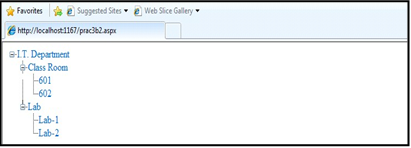 Favorites Suggested Sites Web Slice Gallery
http://localhost:1167/prac3b2.aspx
I.T. Department
Class Room
601
602
Lab
Lab-1
Lab-2